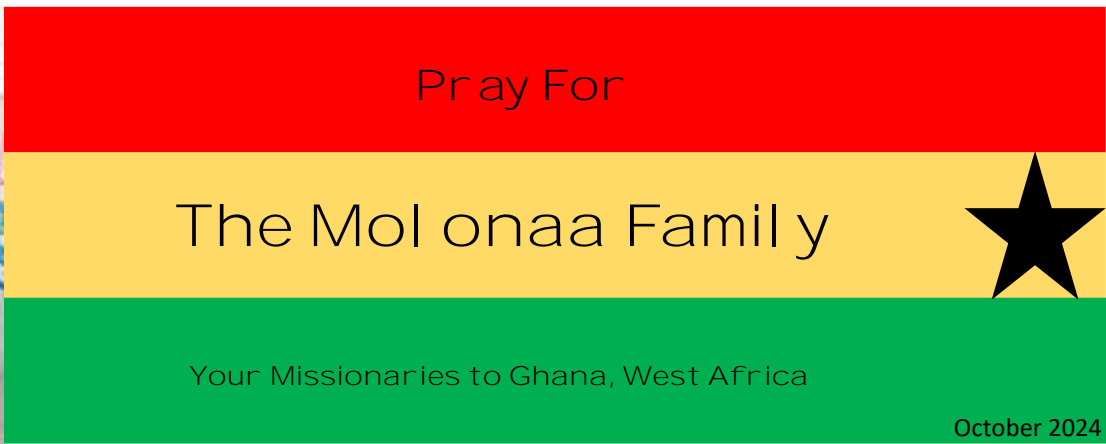 Pray For
The Molonaa Family
Your Missionaries to Ghana, West Africa
October 2024